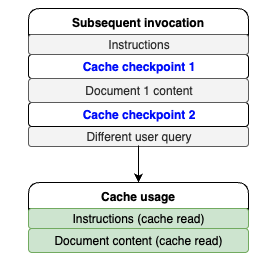 Subsequent invocation
Instructions
Cache checkpoint 1
Document 1 content
Cache checkpoint 2
Different user query
Cache usage
Instructions (cache read)
Document content (cache read)